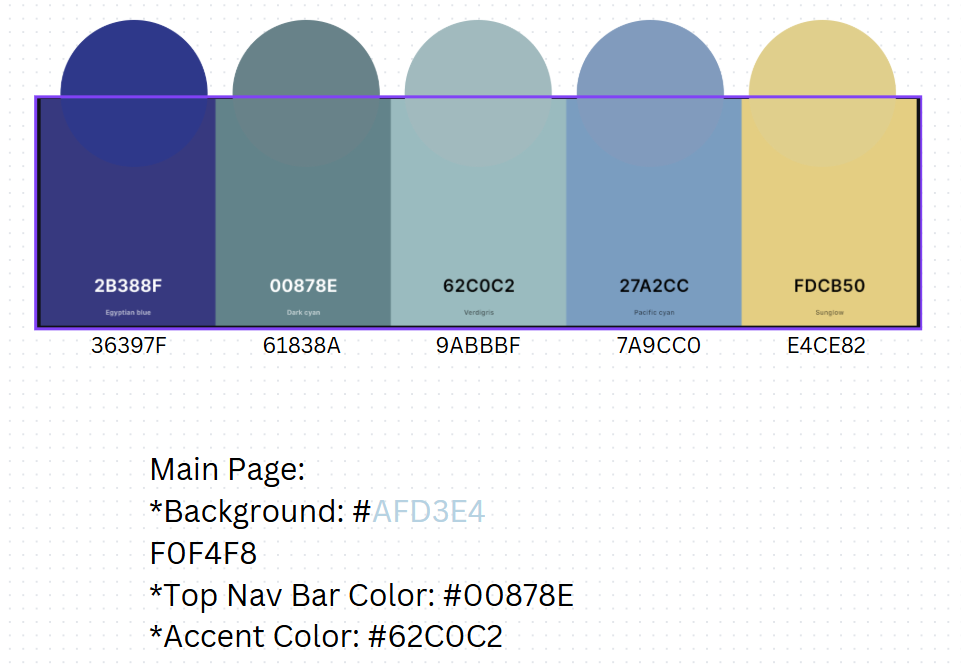 2B388F 00878E 62C0C2 27A2CC FDCB50
Egyptian blue Dark cyan Verdigris Pacific cyan Sunglow
36397F 61838A 9ABBBF 7A9CC0 E4CE82
Main Page:
*Background: #AFD3E4
F0F4F8
*Top Nav Bar Color: #00878E
*Accent Color: #62C0C2